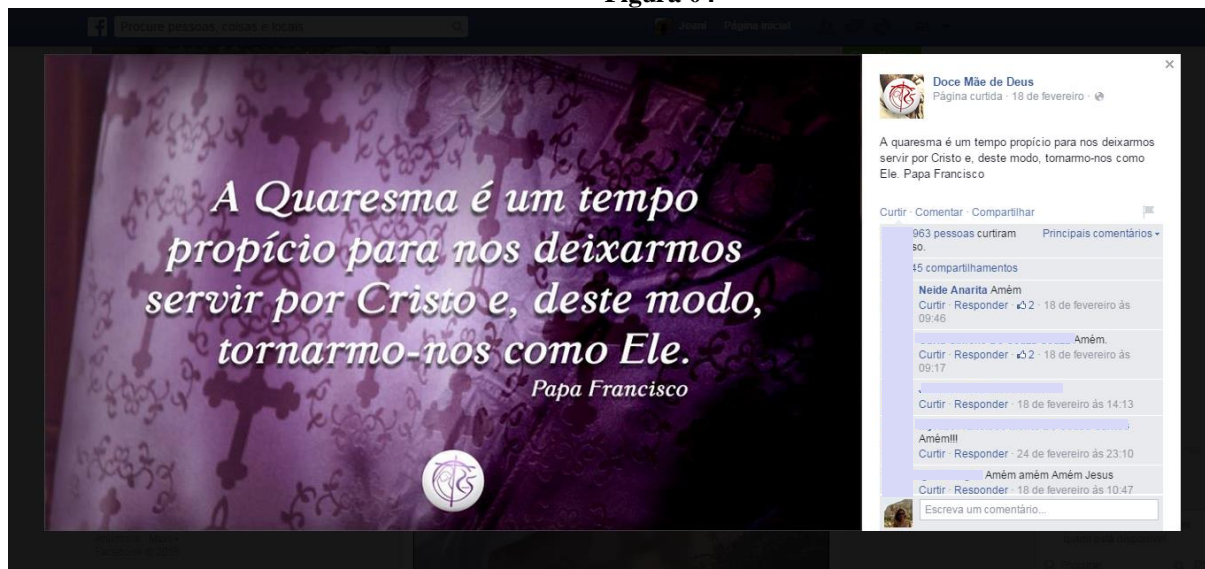 Procure pessoas, coisas e locais
Página inicial
A Quaresma é um tempo
propício para nos deixarmos
servir por Cristo e, deste modo,
tornarmo-nos como Ele.
Papa Francisco
Doce Mãe de Deus
Página curtida · 18 de fevereiro ·
A quaresma é um tempo propício para nos deixarmos
servir por Cristo e, deste modo, tornarmo-nos como
Ele. Papa Francisco
Curtir · Comentar · Compartilhar
963 pessoas curtiram Principais comentários
so.
45 compartilhamentos
Neide Anarita Amém
Curtir · Responder · 2 · 18 de fevereiro às
09:46
Amém.
Curtir · Responder · 2 · 18 de fevereiro às
09:17
Curtir · Responder · 18 de fevereiro às 14:13
Amèm!!!
Curtir · Responder · 24 de fevereiro às 23:10
Amém amém Amém Jesus
Curtir · Responder · 18 de fevereiro às 10:47
Escreva um comentário...